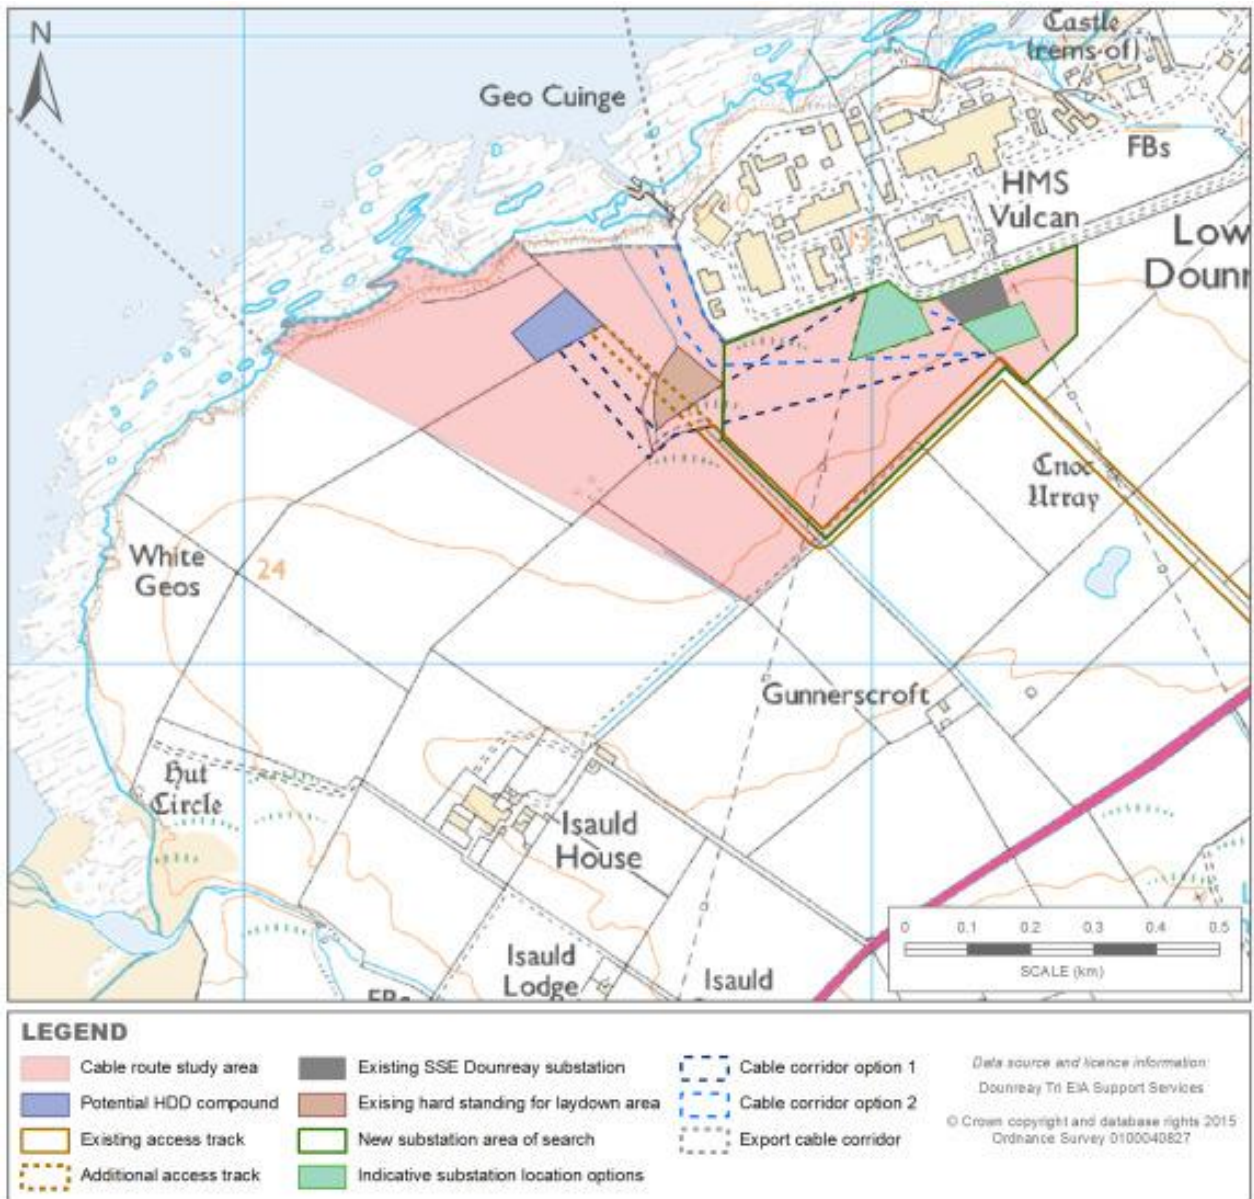 N
Castle
(rems of)
Geo Cuinge
FBs
HMS
Vulcan
Low
Dounr
10
Cnoc
Urray
White
Geos
24
Gunnerscroft
Hut
Circle
Isauld
House
Isauld
Lodge
Isauld
FBs
0 0.1 0.2 0.3 0.4 0.5
SCALE (km)
LEGEND
Cable route study area
Potential HDD compound
Existing access track
Additional access track
Existing SSE Dounreay substation
Exising hard standing for laydown area
New substation area of search
Indicative substation location options
Cable corridor option 1
Cable corridor option 2
Export cable corridor
Data source and licence information:
Dounreay Tri EIA Support Services
© Crown copyright and database rights 2015
Ordnance Survey 0100040827